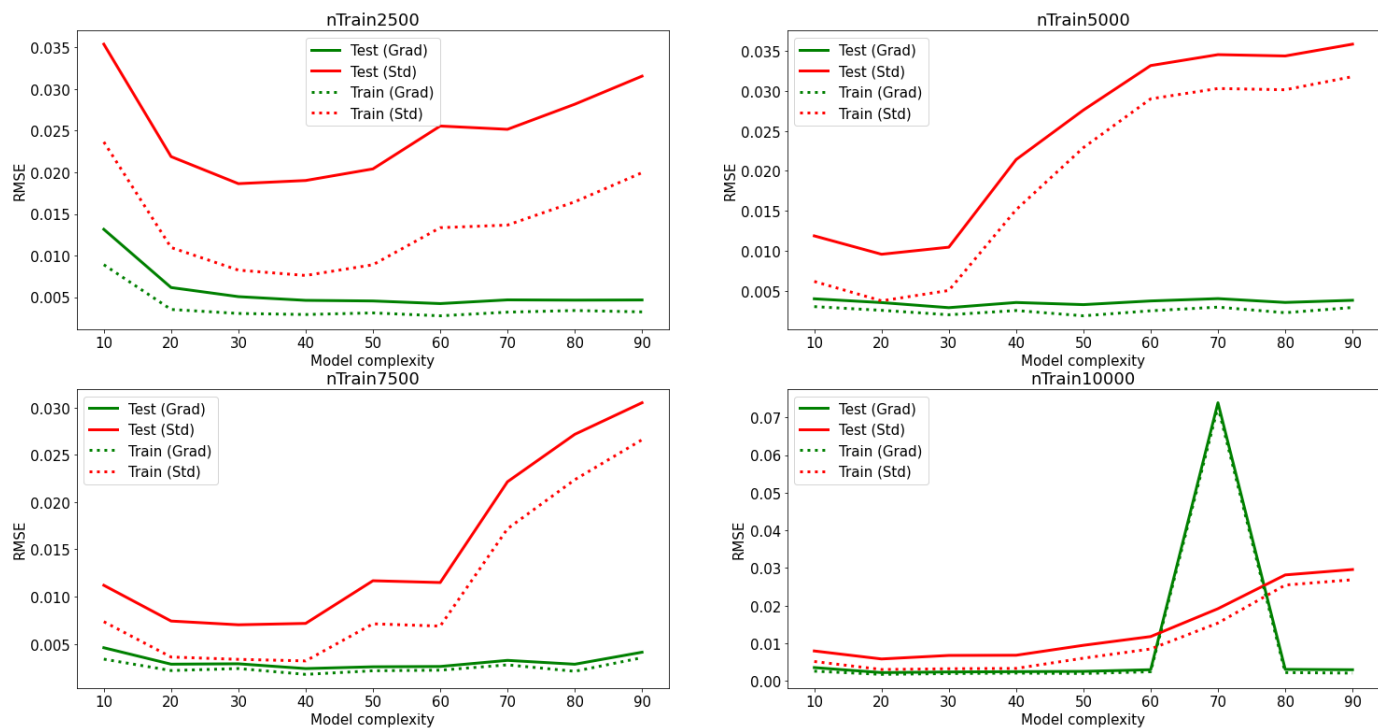 nTrain2500
RMSE
0.035
0.030
0.025
0.020
0.015
0.010
0.005
Test (Grad)
Test (Std)
Train (Grad)
Train (Std)
10 20 30 40 50 60 70 80 90
Model complexity
nTrain5000
RMSE
0.035
0.030
0.025
0.020
0.015
0.010
0.005
Test (Grad)
Test (Std)
Train (Grad)
Train (Std)
10 20 30 40 50 60 70 80 90
Model complexity
nTrain7500
RMSE
0.030
0.025
0.020
0.015
0.010
0.005
Test (Grad)
Test (Std)
Train (Grad)
Train (Std)
10 20 30 40 50 60 70 80 90
Model complexity
nTrain10000
RMSE
0.07
0.06
0.05
0.04
0.03
0.02
0.01
0.00
Test (Grad)
Test (Std)
Train (Grad)
Train (Std)
10 20 30 40 50 60 70 80 90
Model complexity